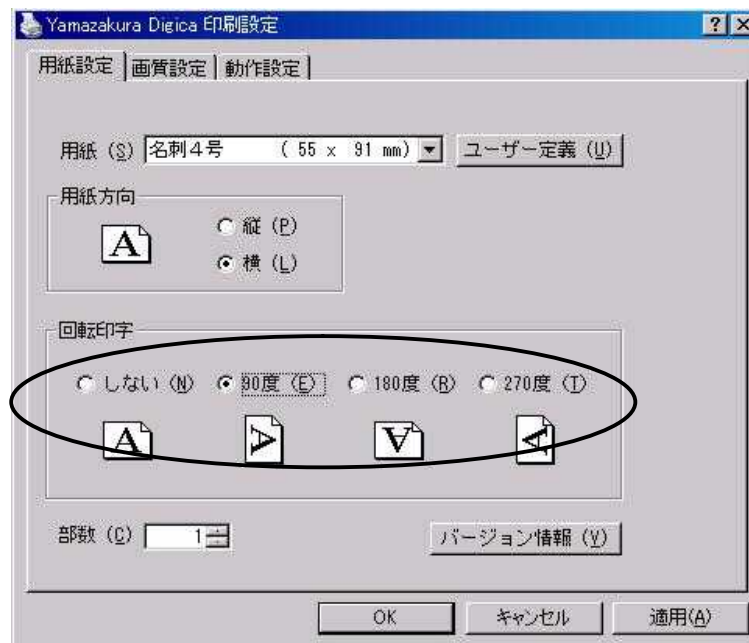 Yamazakura Digica 印刷設定
用紙設定 画質設定 動作設定
用紙 (S) 名刺4号 ( 55 x 91 mm) ユーザー定義 (U)
用紙方向
A
縦 (P)
横 (L)
回転印字
しない (N) 90度 (E) 180度 (R) 270度 (T)
A A A A
部数 (C) 1 バージョン情報 (V)
OK キャンセル 適用(A)